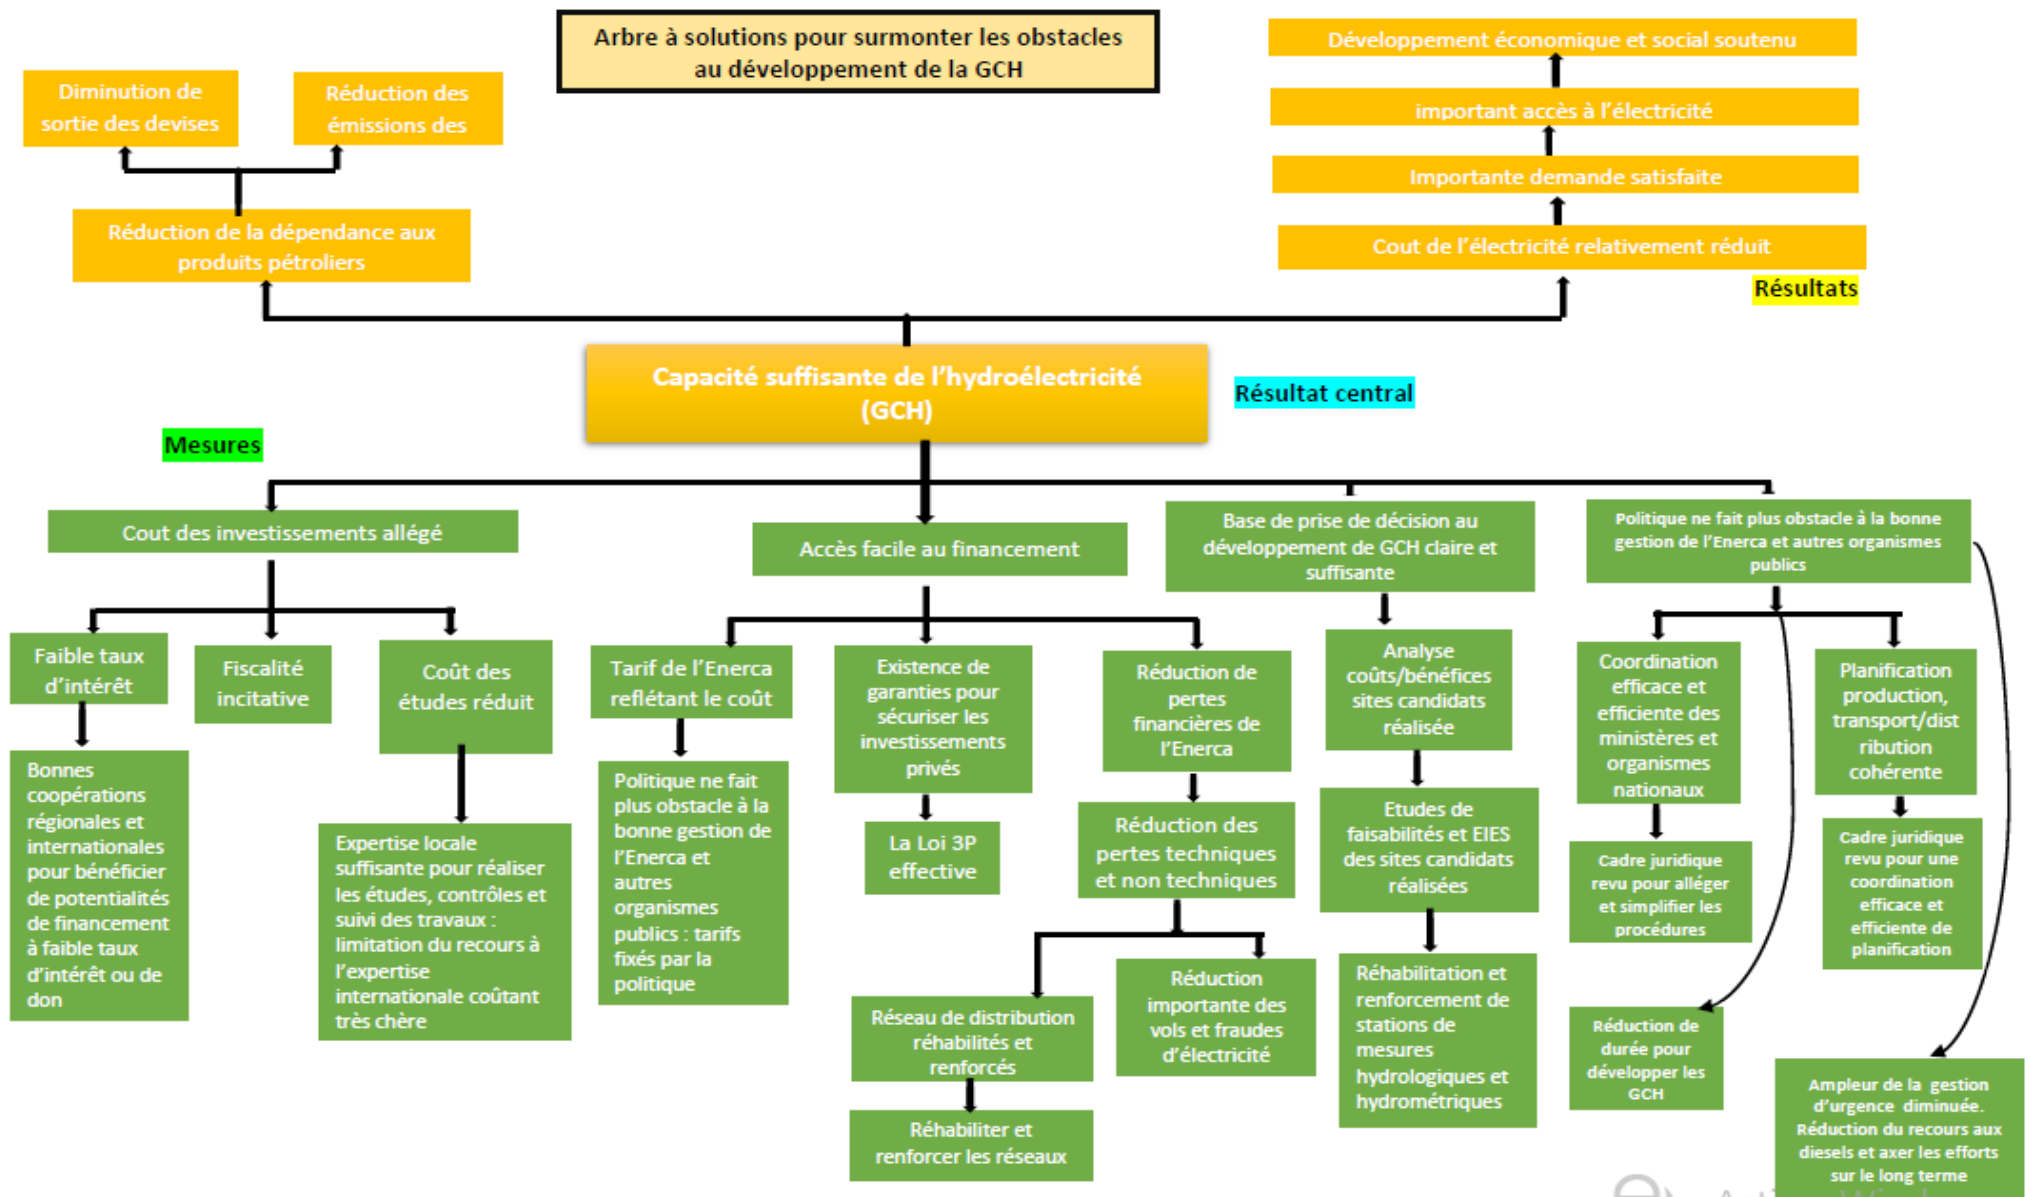 Arbre à solutions pour surmonter les obstacles
au développement de la GCH
Diminution de
sortie des devises
Réduction des
émissions des
Réduction de la dépendance aux
produits pétroliers
Développement économique et social soutenu
important accès à l'électricité
Importante demande satisfaite
Cout de l'électricité relativement réduit
Résultats
Capacité suffisante de l'hydroélectricité
(GCH)
Résultat central
Mesures
Cout des investissements allégé
Accès facile au financement
Base de prise de décision au
développement de GCH claire et
suffisante
Politique ne fait plus obstacle à la bonne
gestion de l'Enerca et autres organismes
publics
Faible taux
d'intérêt
Fiscalité
incitative
Coût des
études réduit
Tarif de l'Enerca
reflétant le coût
Existence de
garanties pour
sécuriser les
investissements
privés
Réduction de
pertes
financières de
l'Enerca
Analyse
coûts/bénéfices
sites candidats
réalisée
Coordination
efficace et
efficiente des
ministères et
organismes
nationaux
Planification
production,
transport/dist
ribution
cohérente
Bonnes
coopérations
régionales et
internationales
pour bénéficier
de potentialités
de financement
à faible taux
d'intérêt ou de
don
Expertise locale
suffisante pour réaliser
les études, contrôles et
suivi des travaux :
limitation du recours à
l'expertise
internationale coûtant
très chère
Politique ne fait
plus obstacle à la
bonne gestion de
l'Enerca et
autres
organismes
publics : tarifs
fixés par la
politique
La Loi 3P
effective
Réduction des
pertes techniques
et non techniques
Etudes de
faisabilités et EIES
des sites candidats
réalisées
Cadre juridique
revu pour alléger
et simplifier les
procédures
Cadre juridique
revu pour une
coordination
efficace et
efficiente de
planification
Réseau de distribution
réhabilités et
renforcés
Réduction
importante des
vols et fraudes
d'électricité
Réhabilitation et
renforcement de
stations de
mesures
hydrologiques et
hydrométriques
Réduction de
durée pour
développer les
GCH
Réhabiliter et
renforcer les réseaux
Ampleur de la gestion
d'urgence diminuée.
Réduction du recours aux
diesels et axer les efforts
sur le long terme